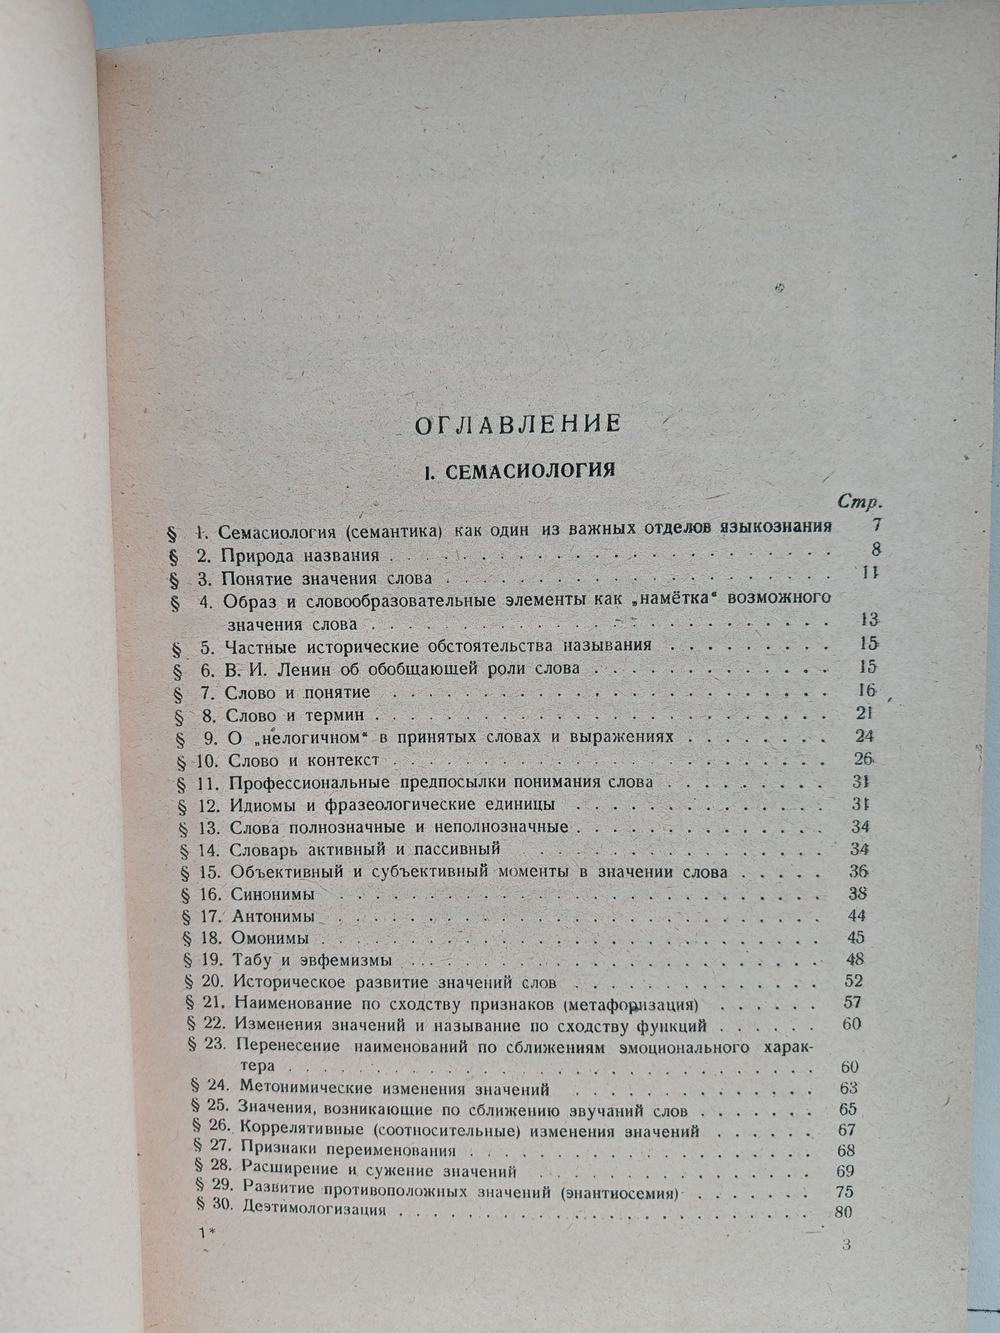 ОГЛАВЛЕНИЕ
I. СЕМАСИОЛОГИЯ
Стр.
§ 1. Семасиология (семантика) как один из важных отделов языкознания 7
§ 2. Природа названия . . . . . . . . . . . . . . . . . . . . 8
§ 3. Понятие значения слова . . . . . . . . . . . . . . . . . . 11
§ 4. Образ и словообразовательные элементы как „намётка“ возможного
значения слова . . . . . . . . . . . . . . . . . . . . . 13
§ 5. Частные исторические обстоятельства называния . . . . . . . . 15
§ 6. В. И. Ленин об обобщающей роли слова . . . . . . . . . . . . 15
§ 7. Слово и понятие . . . . . . . . . . . . . . . . . . . . 16
§ 8. Слово и термин . . . . . . . . . . . . . . . . . . . . . 21
§ 9. О „нелогичном“ в принятых словах и выражениях . . . . . . . . 24
§ 10. Слово и контекст . . . . . . . . . . . . . . . . . . . . 26
§ 11. Профессиональные предпосылки понимания слова . . . . . . . . 31
§ 12. Идиомы и фразеологические единицы . . . . . . . . . . . . 31
§ 13. Слова полнозначные и неполнозначные . . . . . . . . . . . . 34
§ 14. Словарь активный и пассивный . . . . . . . . . . . . . . 34
§ 15. Объективный и субъективный моменты в значении слова . . . . . 36
§ 16. Синонимы . . . . . . . . . . . . . . . . . . . . . . . 38
§ 17. Антонимы . . . . . . . . . . . . . . . . . . . . . . . 44
§ 18. Омонимы . . . . . . . . . . . . . . . . . . . . . . . 45
§ 19. Табу и эвфемизмы . . . . . . . . . . . . . . . . . . . 48
§ 20. Историческое развитие значений слов . . . . . . . . . . . . 52
§ 21. Наименование по сходству признаков (метафоризация) . . . . . . 57
§ 22. Изменения значений и называние по сходству функций . . . . . . 60
§ 23. Перенесение наименований по сближениям эмоционального харак-
тера . . . . . . . . . . . . . . . . . . . . . . . . . 60
§ 24. Метонимические изменения значений . . . . . . . . . . . . 63
§ 25. Значения, возникающие по сближению звучаний слов . . . . . . . 65
§ 26. Коррелятивные (соотносительные) изменения значений . . . . . . 67
§ 27. Признаки переименования . . . . . . . . . . . . . . . . 68
§ 28. Расширение и сужение значений . . . . . . . . . . . . . . 69
§ 29. Развитие противоположных значений (энантиосемия) . . . . . . . 75
§ 30. Деэтимологизация . . . . . . . . . . . . . . . . . . . 80
1*
3